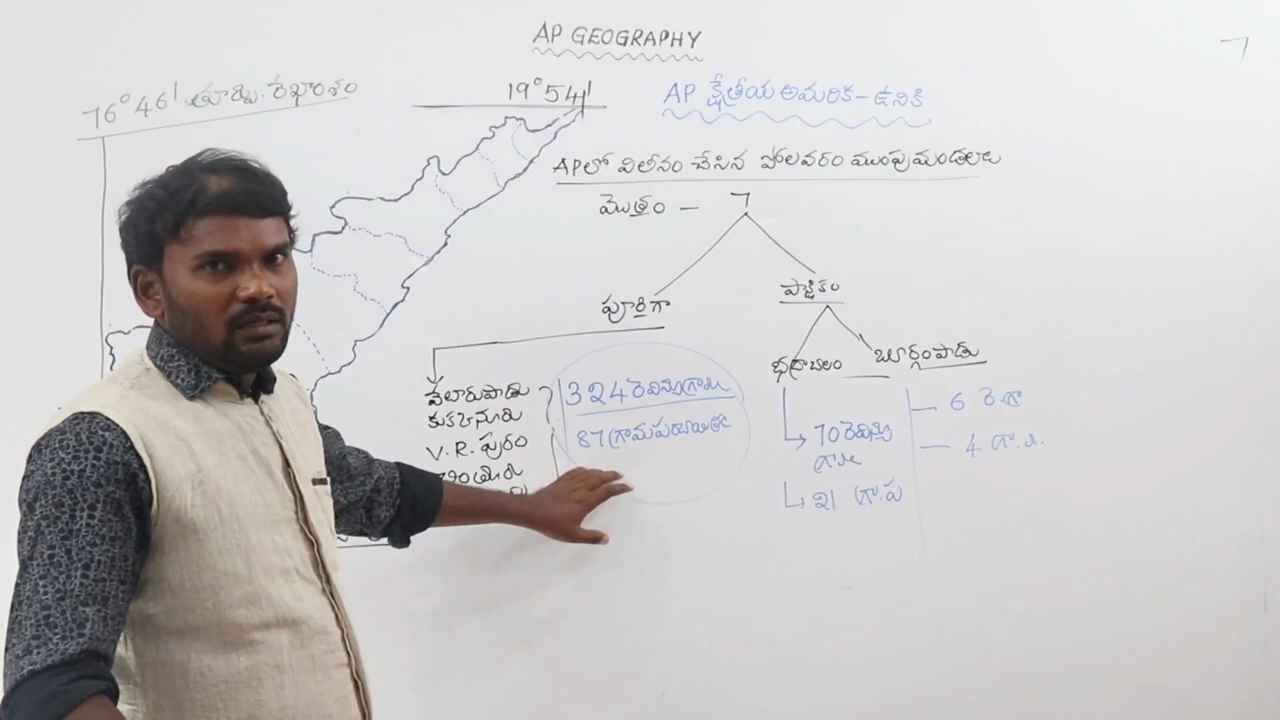 AP GEOGRAPHY
7
76° 46' తూర్పు రేఖాంశం
19° 54'
AP క్షేత్రీయ అమరిక - ఉనికి
APలో విలీనం చేసిన పోలవరం ముంపుమండలాలు
మొత్తం - 7
పూర్తిగా
పాక్షికం
వేలారుపాడు
కుకునూరు
V.R. పురం
324 రెవిన్యూగ్రామాలు
87 గ్రామపంచాయితీలు
భద్రాచలం
బూర్గంపాడు
70 రెవిన్యూ
గ్రామ
21 గ్రా.ప
6 రె గ్రా
4 గ్రా.ప.